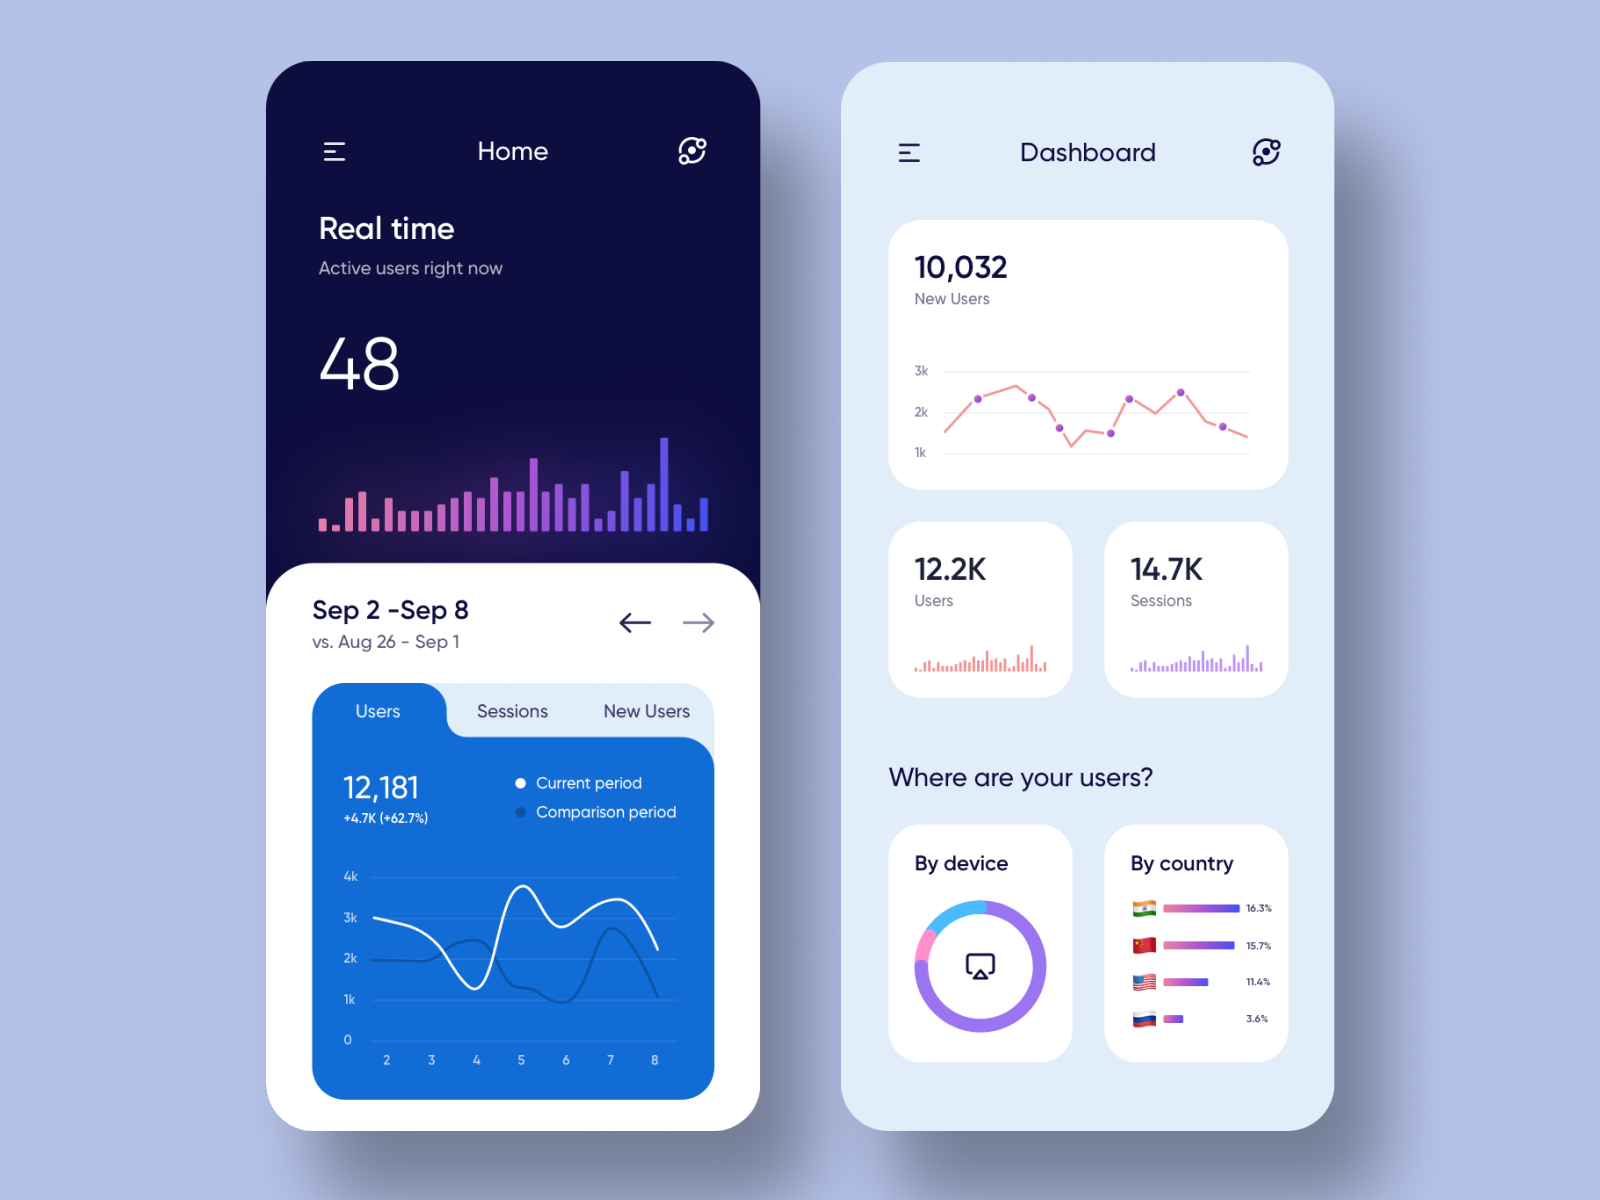 Home
Real time
Active users right now
48
Sep 2 -Sep 8
vs. Aug 26 - Sep 1
Users
Sessions
New Users
12,181
+4.7K (+62.7%)
Current period
Comparison period
4k
3k
2k
1k
0
2 3 4 5 6 7 8
Dashboard
10,032
New Users
3k
2k
1k
12.2K
Users
14.7K
Sessions
Where are your users?
By device
By country
16.3%
15.7%
11.4%
3.6%